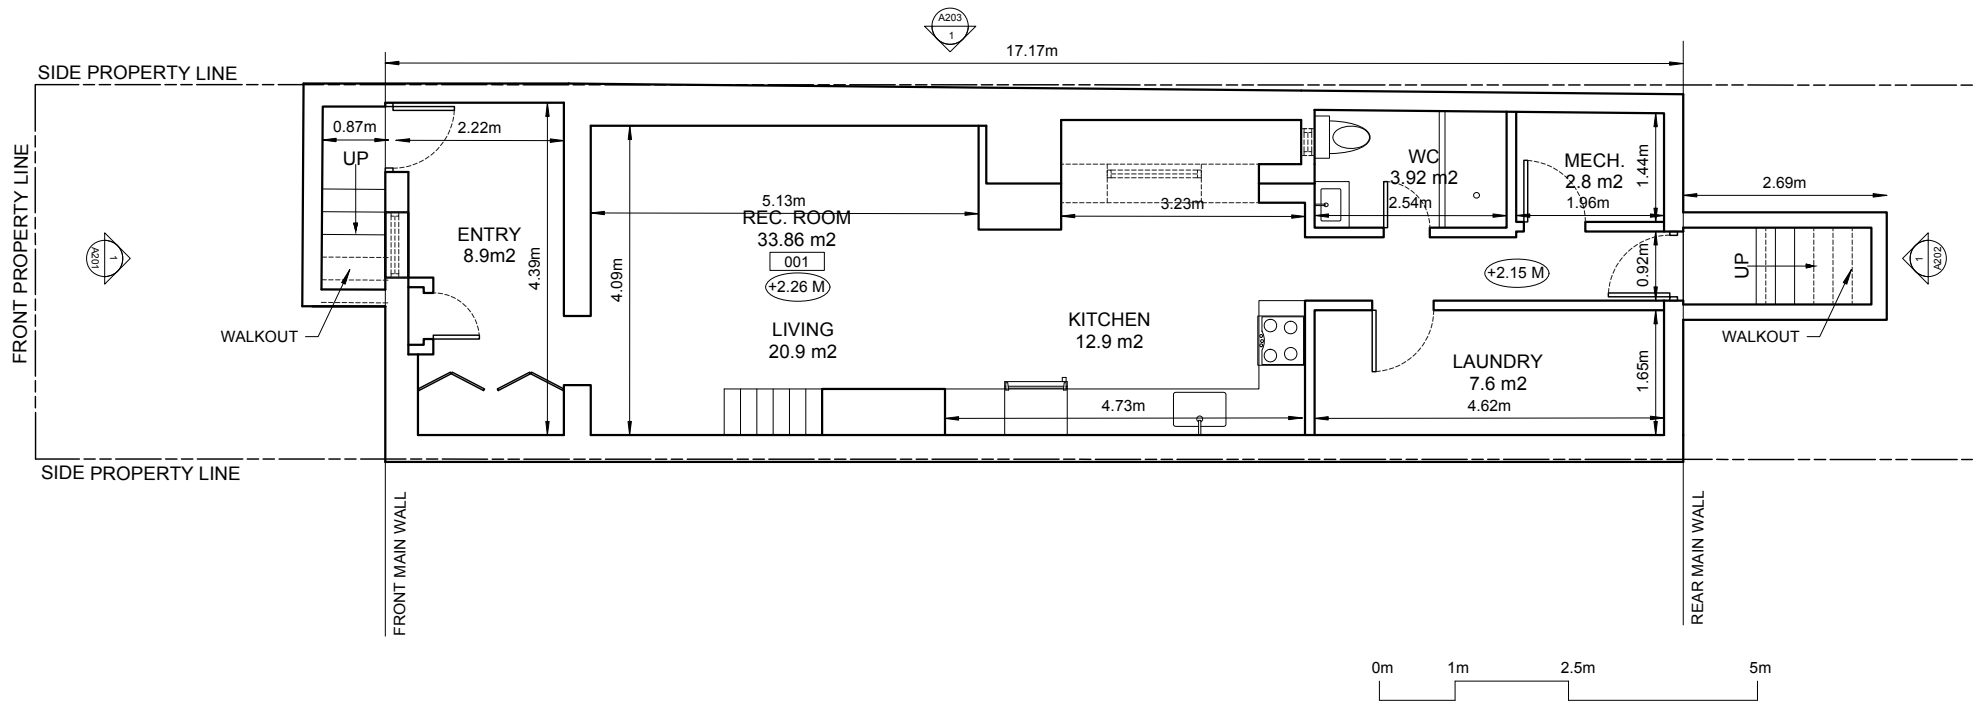 A203
1
17.17m
SIDE PROPERTY LINE
FRONT PROPERTY LINE
0.87m
2.22m
UP
ENTRY
8.9m2
4.39m
4.09m
5.13m
REC. ROOM
33.86 m2
001
+2.26 M
LIVING
20.9 m2
3.23m
KITCHEN
12.9 m2
4.73m
WC
3.92 m2
2.54m
MECH.
2.8 m2
1.96m
1.44m
2.69m
+2.15 M
0.92m
UP
LAUNDRY
7.6 m2
4.62m
1.65m
A201
1
1
A202
WALKOUT
WALKOUT
SIDE PROPERTY LINE
FRONT MAIN WALL
REAR MAIN WALL
0m 1m 2.5m 5m